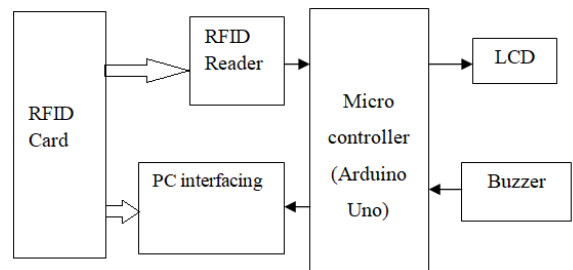 RFID
Card
RFID
Reader
PC interfacing
Micro
controller
(Arduino
Uno)
LCD
Buzzer